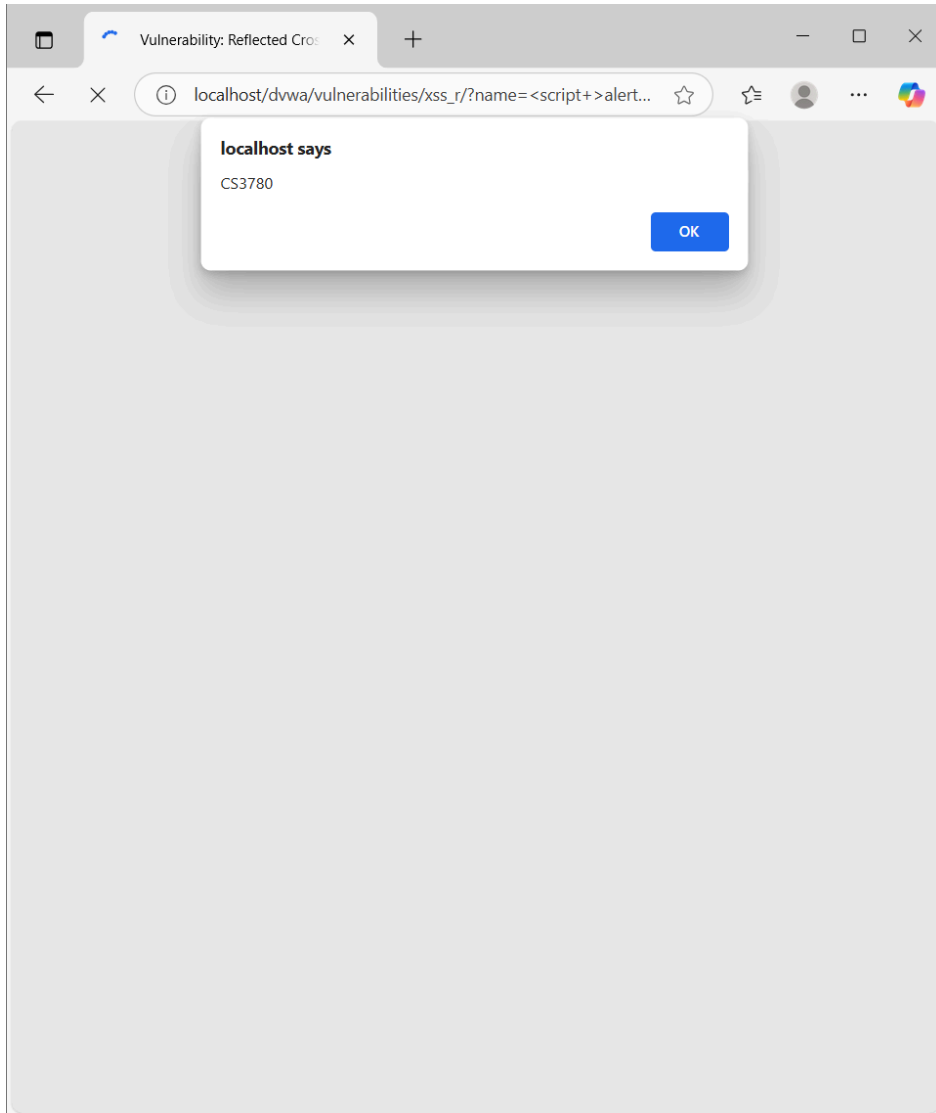 Vulnerability: Reflected Cros
localhost/dvwa/vulnerabilities/xss_r/?name=<script+>alert...
localhost says
CS3780
OK